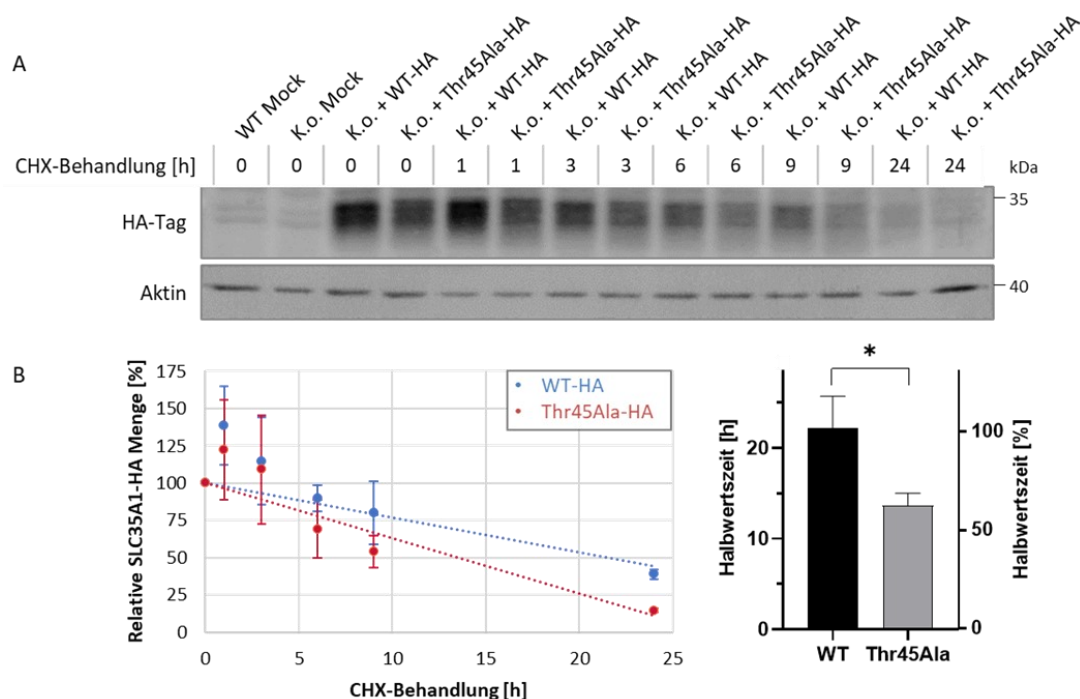 A
WT Mock
K.o. Mock
K.o. + WT-HA
K.o. + Thr45Ala-HA
K.o. + WT-HA
K.o. + Thr45Ala-HA
K.o. + WT-HA
K.o. + Thr45Ala-HA
K.o. + WT-HA
K.o. + Thr45Ala-HA
K.o. + WT-HA
K.o. + Thr45Ala-HA
K.o. + WT-HA
K.o. + Thr45Ala-HA
CHX-Behandlung [h] 0 0 0 0 1 1 3 3 6 6 9 9 24 24 kDa
HA-Tag 35
Aktin 40
B
Relative SLC35A1-HA Menge [%]
175
150
125
100
75
50
25
0
0 5 10 15 20 25
CHX-Behandlung [h]
WT-HA
Thr45Ala-HA
*
Halbwertszeit [h]
20
10
0
Halbwertszeit [%]
100
50
0
WT Thr45Ala